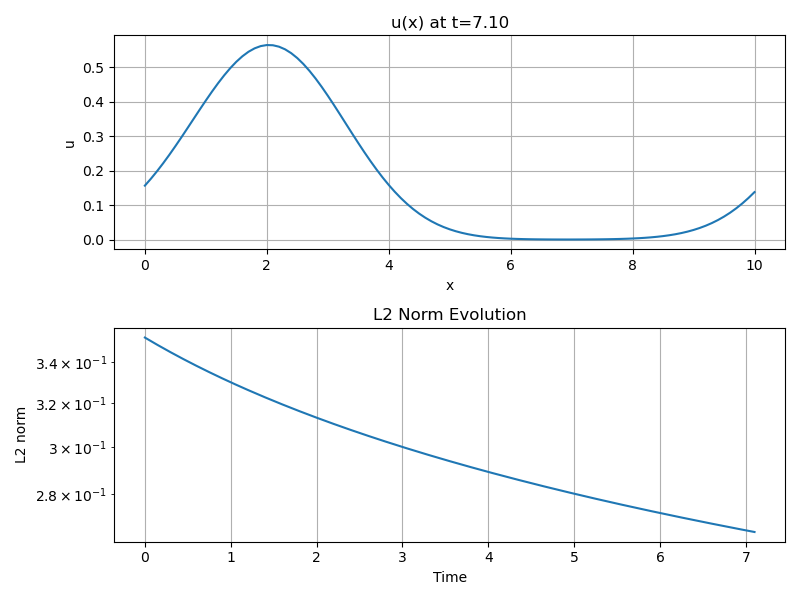 u(x) at t=7.10
u
0.5
0.4
0.3
0.2
0.1
0.0
0 2 4 6 8 10
x
L2 Norm Evolution
L2 norm
3.4 × 10⁻¹
3.2 × 10⁻¹
3 × 10⁻¹
2.8 × 10⁻¹
0 1 2 3 4 5 6 7
Time